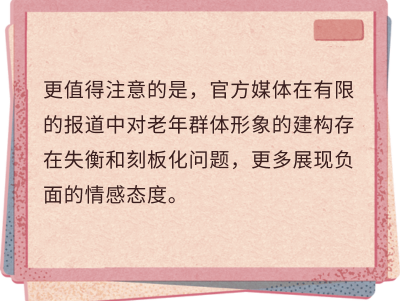 更值得注意的是，官方媒体在有限
的报道中对老年群体形象的建构存
在失衡和刻板化问题，更多展现负
面的情感态度。